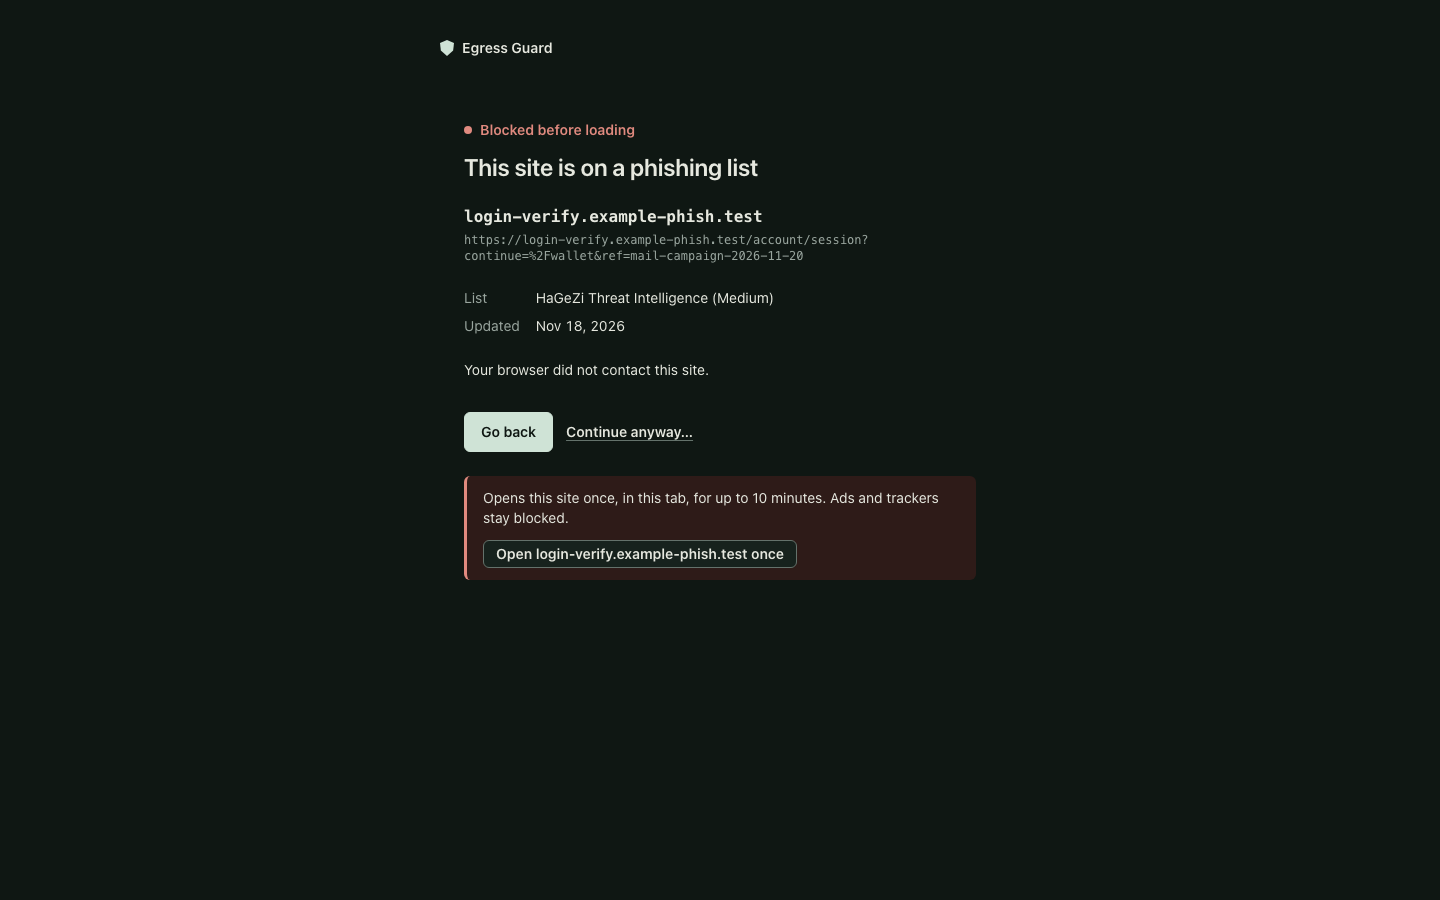 Egress Guard
Blocked before loading
This site is on a phishing list
login-verify.example-phish.test
https://login-verify.example-phish.test/account/session?
continue=%2Fwallet&ref=mail-campaign-2026-11-20
List HaGeZi Threat Intelligence (Medium)
Updated Nov 18, 2026
Your browser did not contact this site.
Go back Continue anyway...
Opens this site once, in this tab, for up to 10 minutes. Ads and trackers
stay blocked.
Open login-verify.example-phish.test once